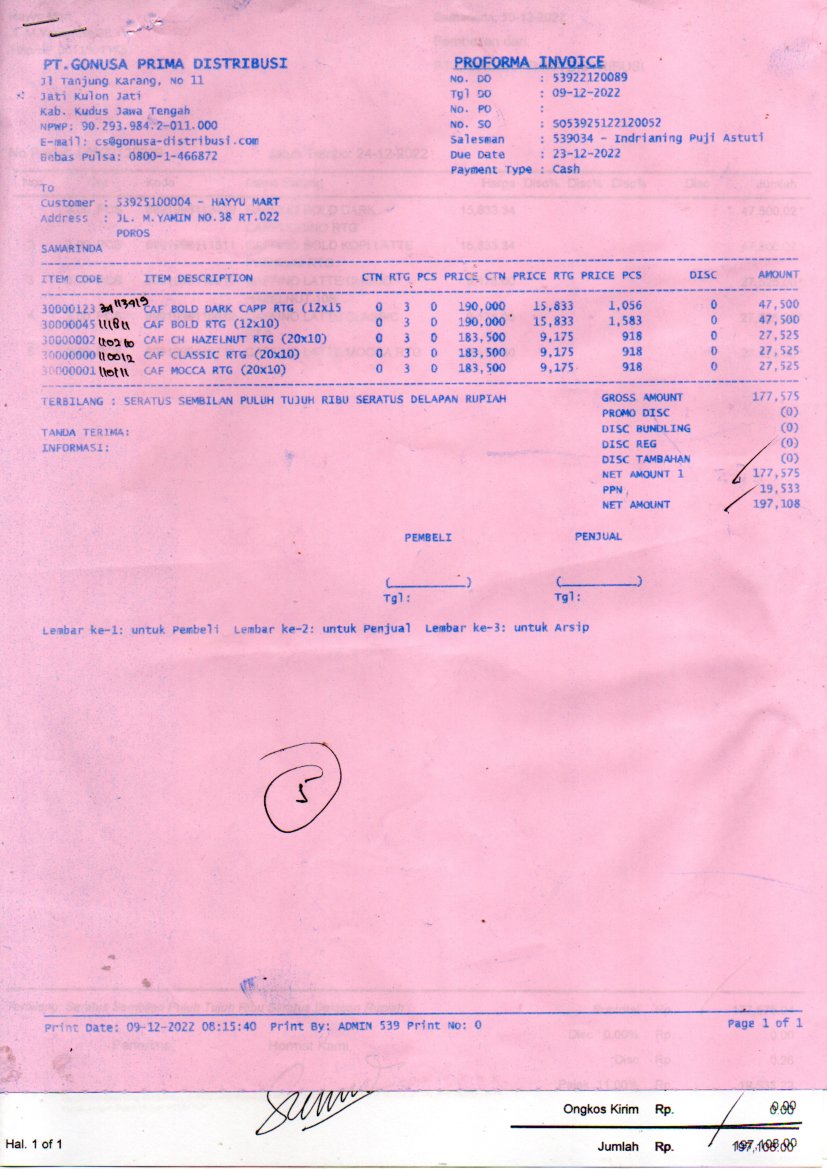 PT.GONUSA PRIMA DISTRIBUSI
Jl Tanjung Karang, No 11
Jati Kulon Jati
Kab. Kudus Jawa Tengah
NPWP: 90.293.984.2-011.000
E-mail: cs@gonusa-distribusi.com
Bebas Pulsa: 0800-1-466872
PROFORMA INVOICE
No. DO : 53922120089
Tgl DO : 09-12-2022
No. PO :
No. SO : SO53925122120052
Salesman : 539034 - Indrianing Puji Astuti
Due Date : 23-12-2022
Payment Type : Cash
To
Customer : 53925100004 - HAYYU MART
Address : JL. M.YAMIN NO.38 RT.022
POROS
SAMARINDA
ITEM CODE ITEM DESCRIPTION CTN RTG PCS PRICE CTN PRICE RTG PRICE PCS DISC AMOUNT
30000123 CAF BOLD DARK CAPP RTG (12x15 0 3 0 190,000 15,833 1,056 0 47,500
30000045 111811 CAF BOLD RTG (12x10) 0 3 0 190,000 15,833 1,583 0 47,500
30000002 110210 CAF CH HAZELNUT RTG (20x10) 0 3 0 183,500 9,175 918 0 27,525
30000000 110012 CAF CLASSIC RTG (20x10) 0 3 0 183,500 9,175 918 0 27,525
30000001 110111 CAF MOCCA RTG (20x10) 0 3 0 183,500 9,175 918 0 27,525
TERBILANG : SERATUS SEMBILAN PULUH TUJUH RIBU SERATUS DELAPAN RUPIAH
TANDA TERIMA:
INFORMASI:
GROSS AMOUNT 177,575
PROMO DISC (0)
DISC BUNDLING (0)
DISC REG (0)
DISC TAMBAHAN (0)
NET AMOUNT 1 177,575
PPN 19,533
NET AMOUNT 197,108
PEMBELI PENJUAL
(__________) (__________)
Tgl: Tgl:
Lembar ke-1: untuk Pembeli Lembar ke-2: untuk Penjual Lembar ke-3: untuk Arsip
5
Print Date: 09-12-2022 08:15:40 Print By: ADMIN 539 Print No: 0 Page 1 of 1
Ongkos Kirim Rp. 0.00
Hal. 1 of 1
Jumlah Rp. 197,108.00